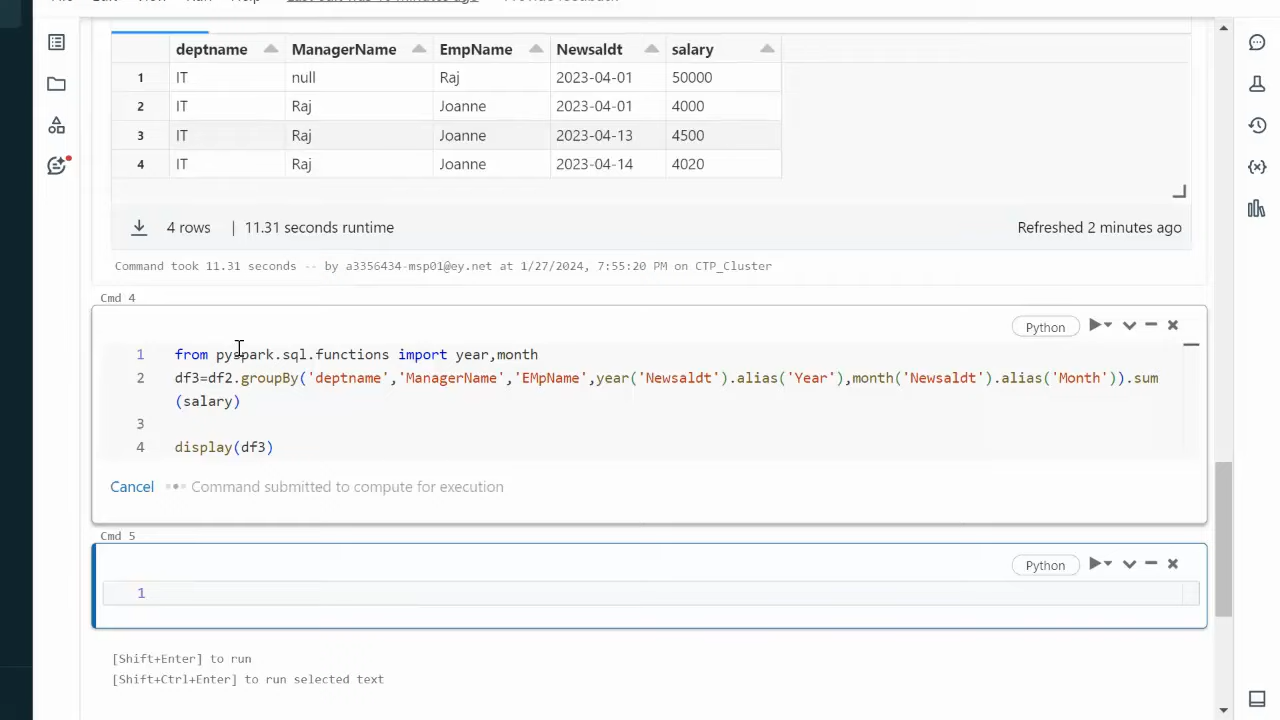 deptname ManagerName EmpName Newsaldt salary
1 IT null Raj 2023-04-01 50000
2 IT Raj Joanne 2023-04-01 4000
3 IT Raj Joanne 2023-04-13 4500
4 IT Raj Joanne 2023-04-14 4020
4 rows | 11.31 seconds runtime Refreshed 2 minutes ago
Command took 11.31 seconds -- by a3356434-msp01@ey.net at 1/27/2024, 7:55:20 PM on CTP_Cluster
Cmd 4
Python
1 from pyspark.sql.functions import year,month
2 df3=df2.groupBy('deptname','ManagerName','EMpName',year('Newsaldt').alias('Year'),month('Newsaldt').alias('Month')).sum
(salary)
3
4 display(df3)
Cancel Command submitted to compute for execution
Cmd 5
Python
1
[Shift+Enter] to run
[Shift+Ctrl+Enter] to run selected text